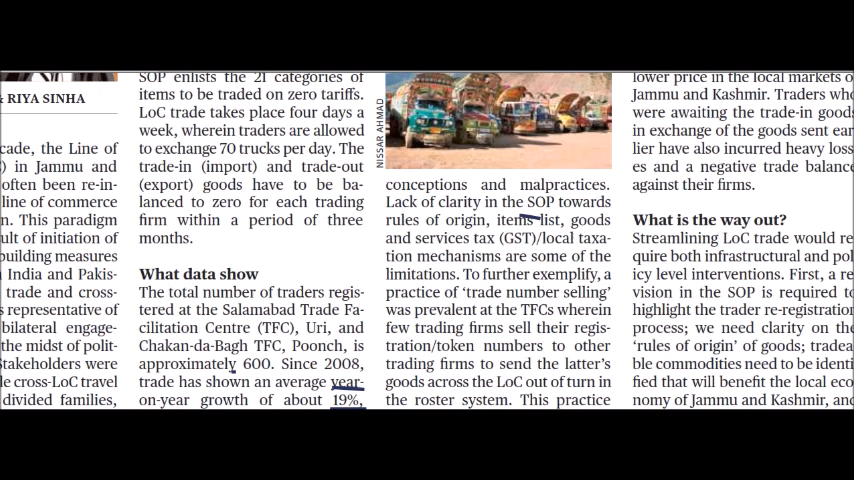 & RIYA SINHA
cade, the Line of
) in Jammu and
often been re-in-
line of commerce
n. This paradigm
ult of initiation of
building measures
India and Pakis-
trade and cross-
s representative of
bilateral engage-
the midst of polit-
Stakeholders were
le cross-LoC travel
divided families,
SOP enlists the 21 categories of
items to be traded on zero tariffs.
LoC trade takes place four days a
week, wherein traders are allowed
to exchange 70 trucks per day. The
trade-in (import) and trade-out
(export) goods have to be ba-
lanced to zero for each trading
firm within a period of three
months.
What data show
The total number of traders regis-
tered at the Salamabad Trade Fa-
cilitation Centre (TFC), Uri, and
Chakan-da-Bagh TFC, Poonch, is
approximately 600. Since 2008,
trade has shown an average year-
on-year growth of about 19%,
NISSAR AHMAD
conceptions and malpractices.
Lack of clarity in the SOP towards
rules of origin, items list, goods
and services tax (GST)/local taxa-
tion mechanisms are some of the
limitations. To further exemplify, a
practice of ‘trade number selling’
was prevalent at the TFCs wherein
few trading firms sell their regis-
tration/token numbers to other
trading firms to send the latter’s
goods across the LoC out of turn in
the roster system. This practice
lower price in the local markets o
Jammu and Kashmir. Traders who
were awaiting the trade-in goods
in exchange of the goods sent ear
lier have also incurred heavy loss
es and a negative trade balance
against their firms.
What is the way out?
Streamlining LoC trade would re
quire both infrastructural and pol
icy level interventions. First, a re
vision in the SOP is required to
highlight the trader re-registration
process; we need clarity on the
‘rules of origin’ of goods; tradea
ble commodities need to be identi
fied that will benefit the local eco
nomy of Jammu and Kashmir, and